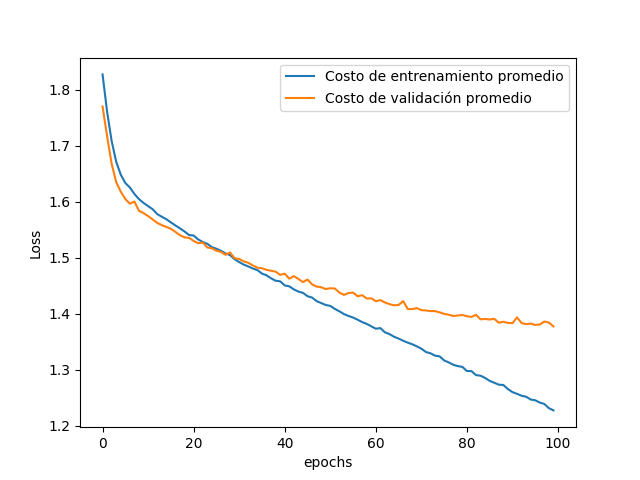 Costo de entrenamiento promedio
Costo de validación promedio
1.8
1.7
1.6
1.5
1.4
1.3
1.2
Loss
0 20 40 60 80 100
epochs